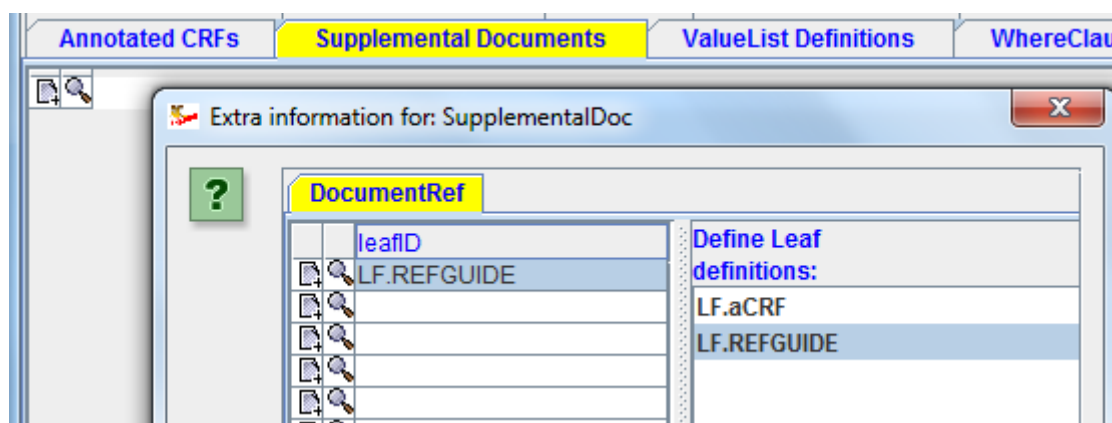 Annotated CRFs Supplemental Documents ValueList Definitions WhereClau
Extra information for: SupplementalDoc
?
DocumentRef
leafID
Define Leaf
definitions:
LF.REFGUIDE
LF.aCRF
LF.REFGUIDE